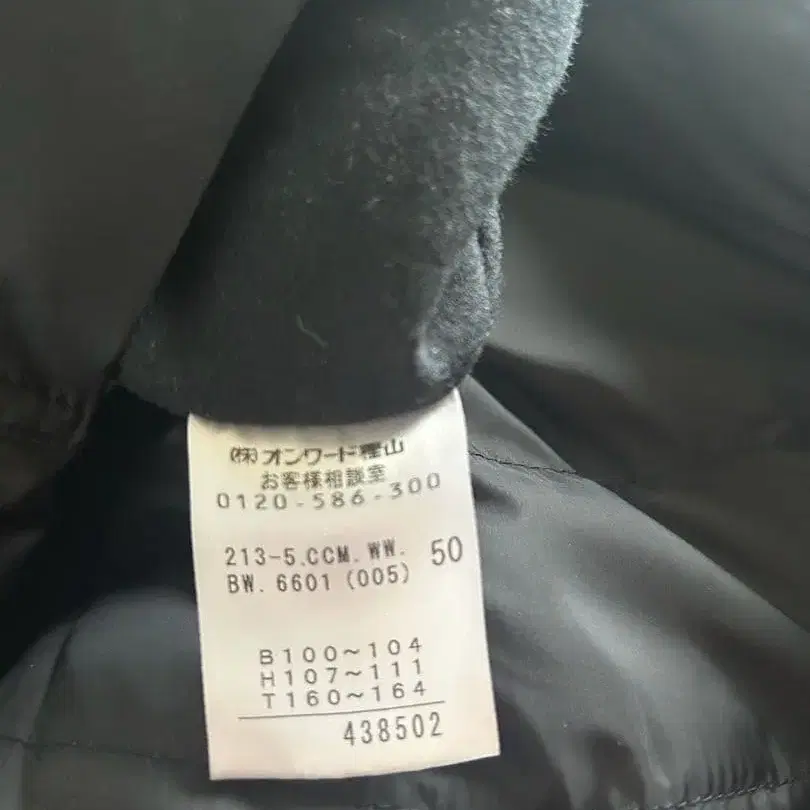 (株)オンワード樫山
お客様相談室
0120-586-300
213-5.CCM.WW. 50
BW.6601(005)
B100~104
H107~111
T160~164
438502